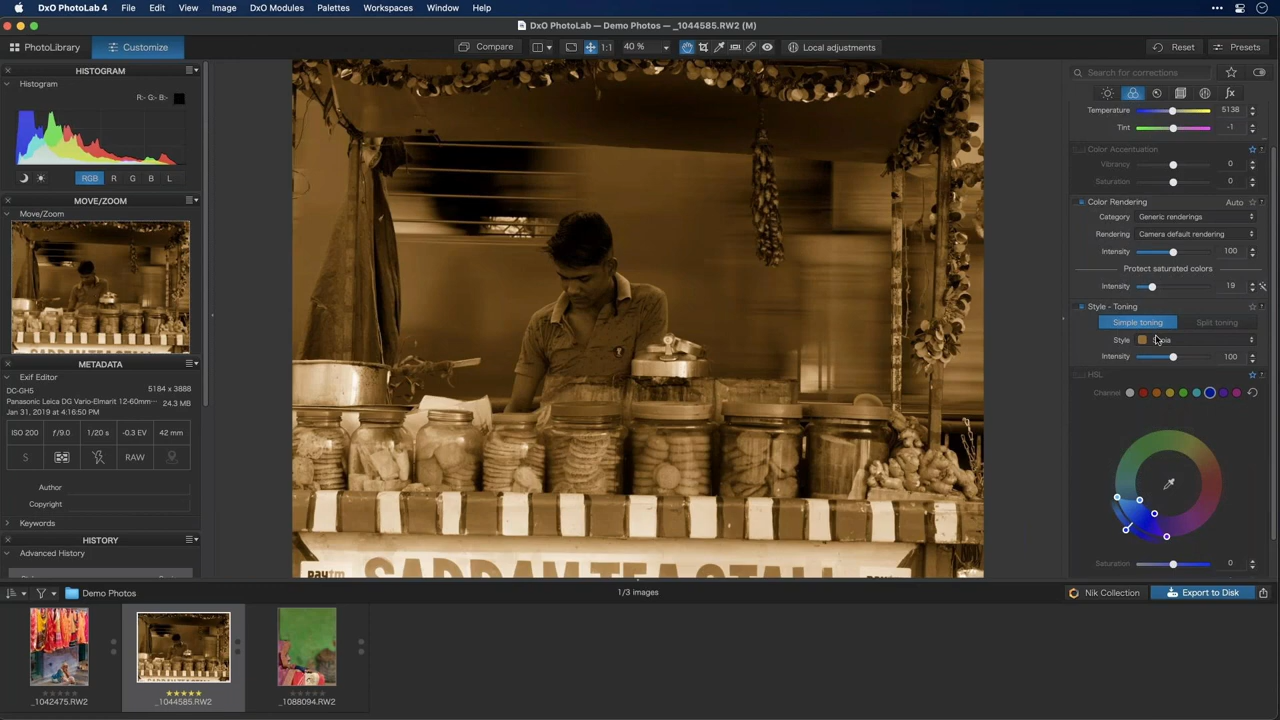 DxO PhotoLab 4 File Edit View Image DxO Modules Palettes Workspaces Window Help
DxO PhotoLab — Demo Photos — _1044585.RW2 (M)
PhotoLibrary Customize Compare 1:1 40 % Local adjustments Reset Presets
HISTOGRAM
Histogram
R:- G:- B:-
RGB R G B L
MOVE/ZOOM
Move/Zoom
METADATA
Exif Editor
DC-GH5 5184 x 3888
Panasonic Leica DG Vario-Elmarit 12-60mm··· 24.3 MB
Jan 31, 2019 at 4:16:50 PM
ISO 200 ƒ/9.0 1/20 s -0.3 EV 42 mm
S RAW
Author
Copyright
Keywords
HISTORY
Advanced History
Search for corrections
fx
Temperature 5138
Tint -1
Color Accentuation
Vibrancy 0
Saturation 0
Color Rendering Auto
Category Generic renderings
Rendering Camera default rendering
Intensity 100
Protect saturated colors
Intensity 19
Style - Toning
Simple toning Split toning
Style
Intensity 100
HSL
Channel
Saturation 0
paytm SADDAM TEA STALL
Demo Photos 1/3 images Nik Collection Export to Disk
_1042475.RW2 _1044585.RW2 _1088094.RW2